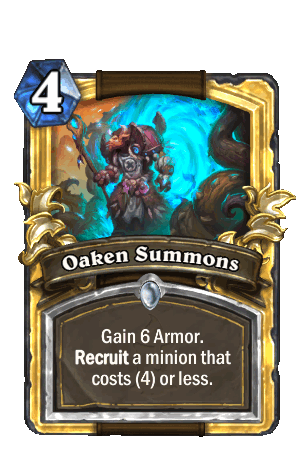 4
Oaken Summons
Gain 6 Armor.
Recruit a minion that
costs (4) or less.